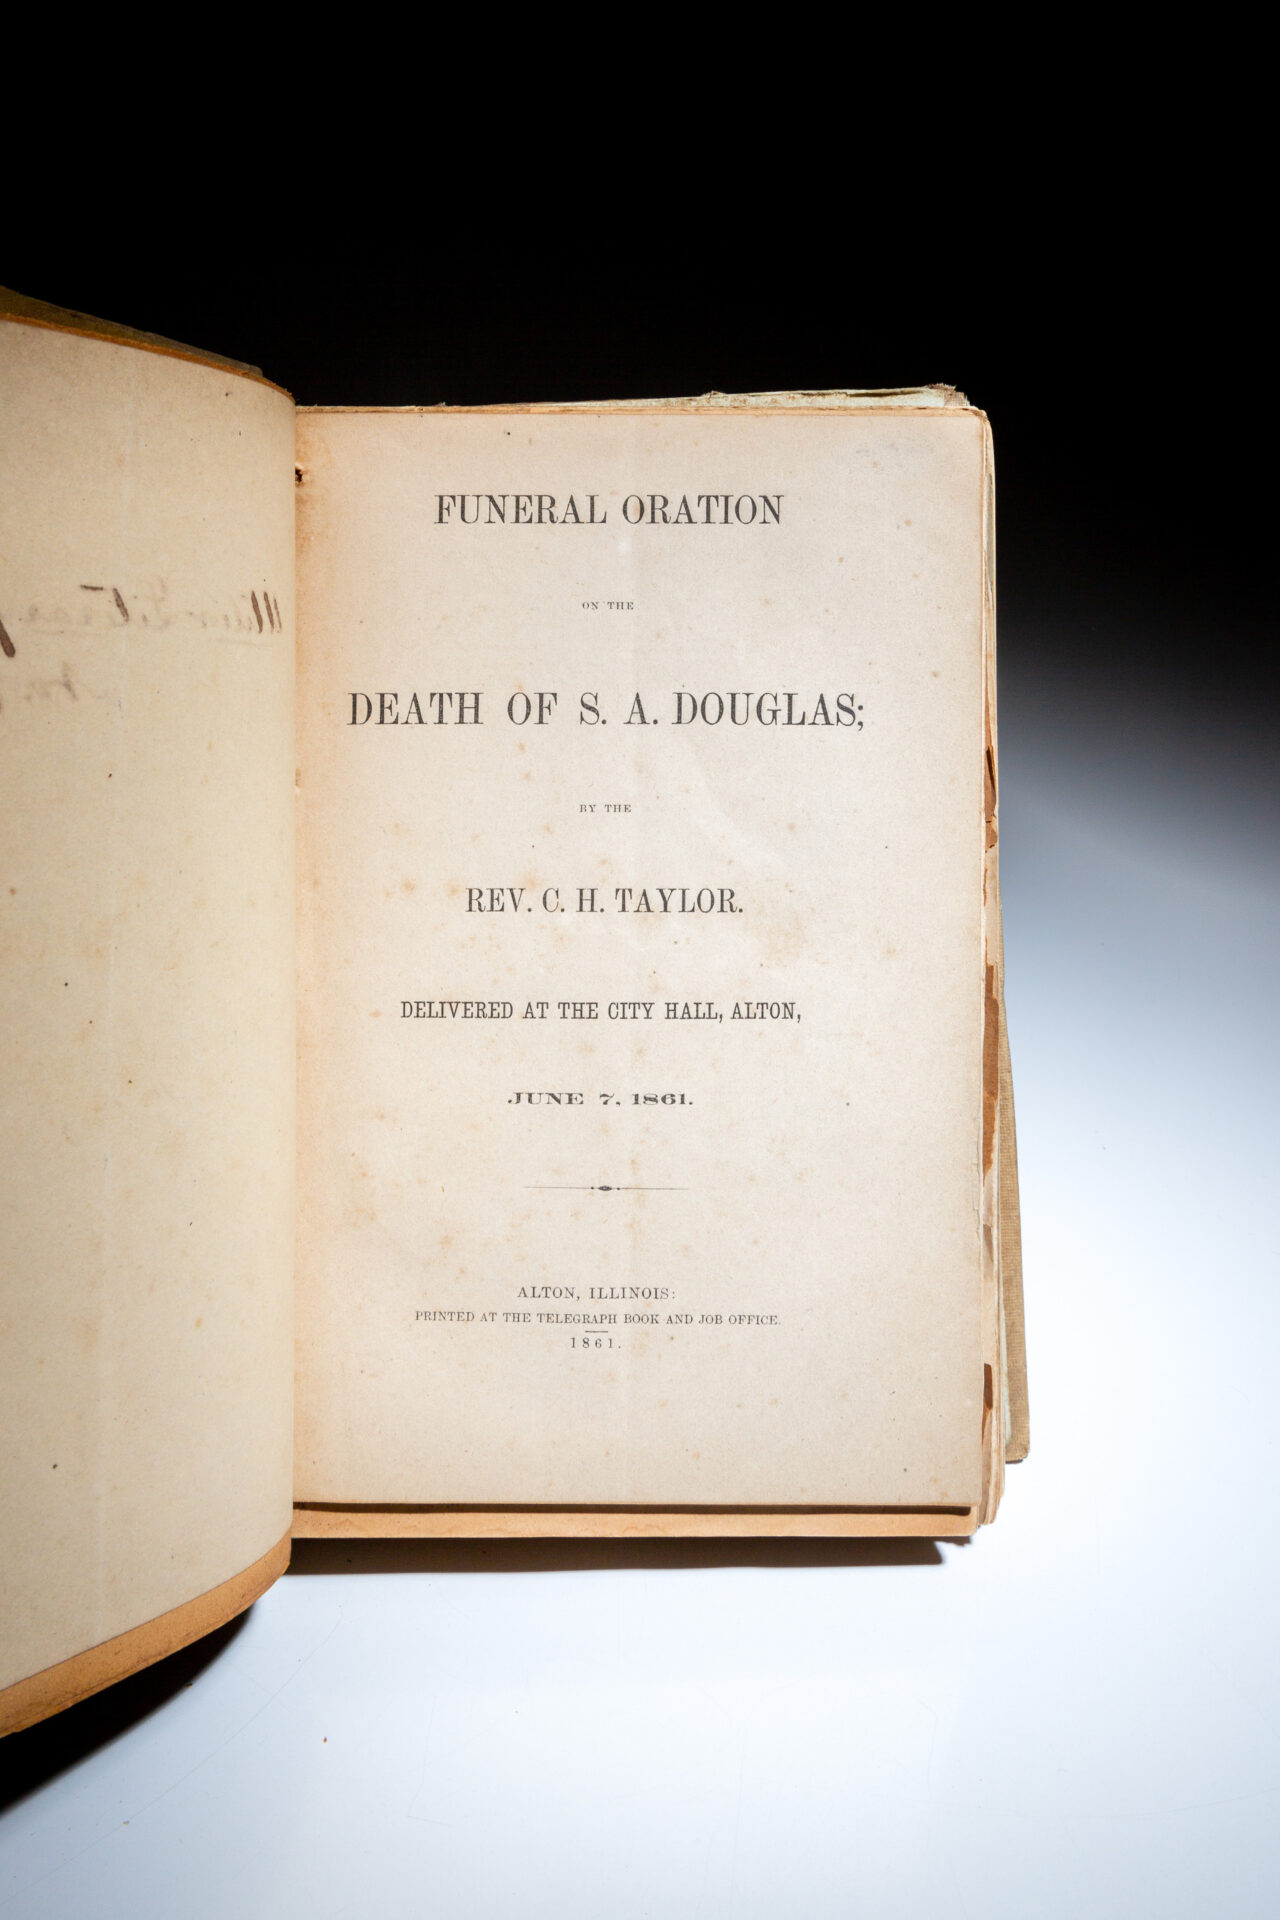 FUNERAL ORATION
ON THE
DEATH OF S. A. DOUGLAS;
BY THE
REV. C. H. TAYLOR.
DELIVERED AT THE CITY HALL, ALTON,
JUNE 7, 1861.
ALTON, ILLINOIS:
PRINTED AT THE TELEGRAPH BOOK AND JOB OFFICE.
1861.